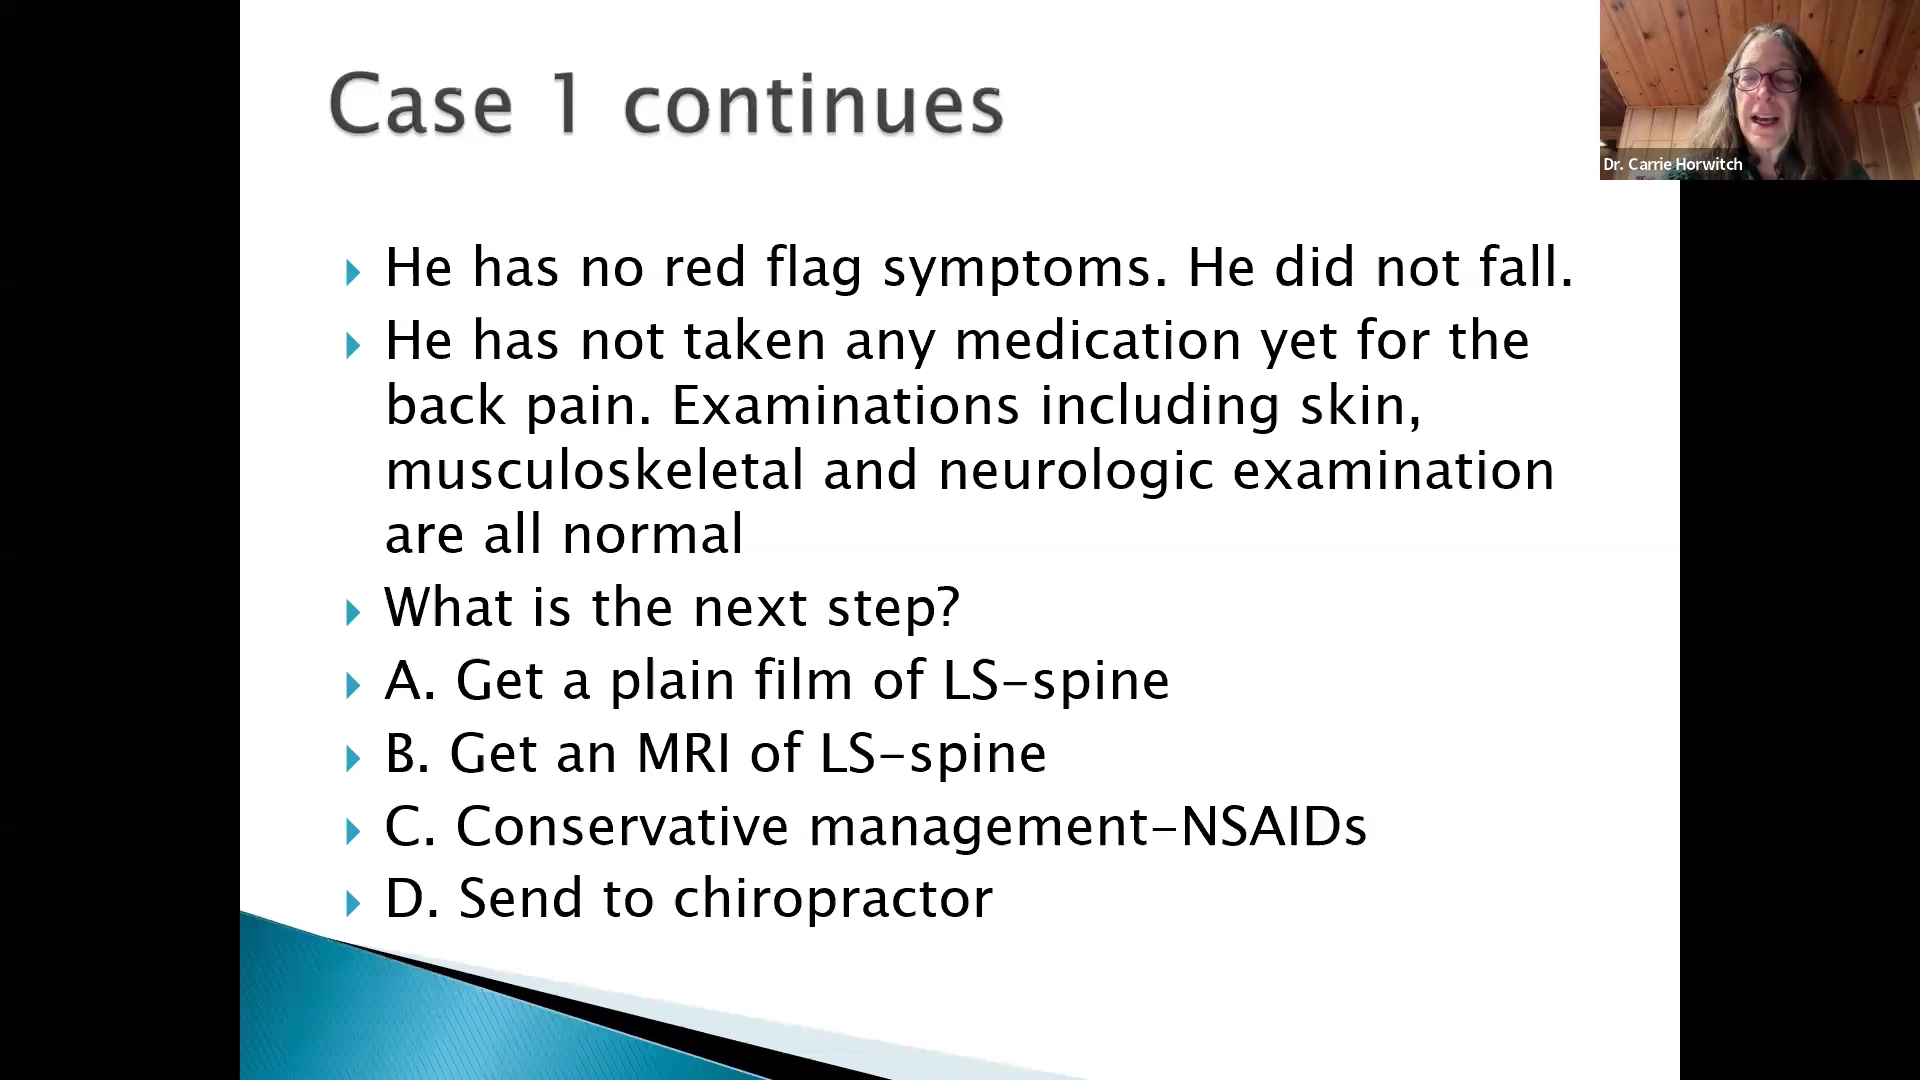 Case 1 continues
Dr. Carrie Horwitch
He has no red flag symptoms. He did not fall.
He has not taken any medication yet for the
back pain. Examinations including skin,
musculoskeletal and neurologic examination
are all normal
What is the next step?
A. Get a plain film of LS-spine
B. Get an MRI of LS-spine
C. Conservative management-NSAIDs
D. Send to chiropractor